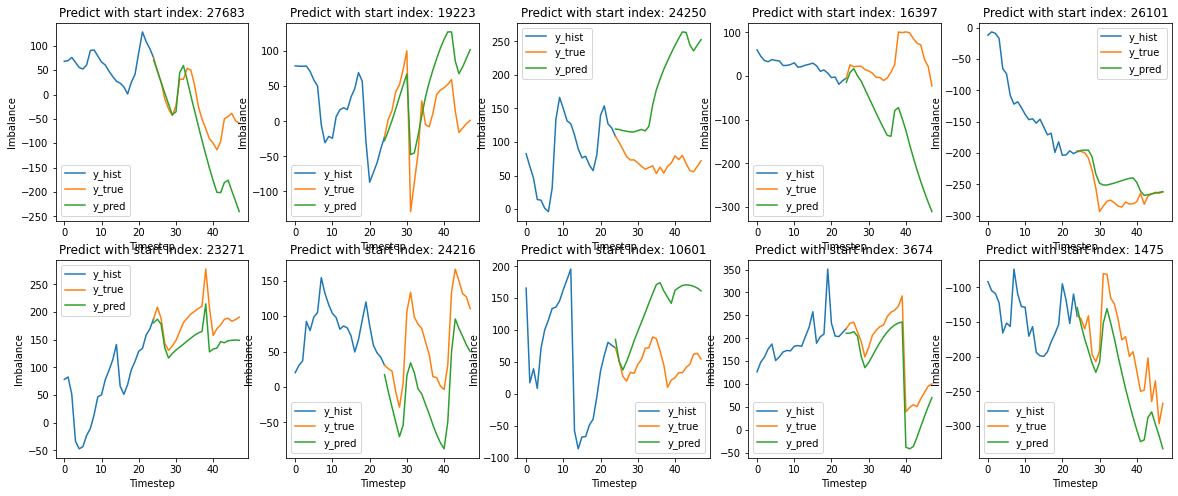 Predict with start index: 27683
Imbalance
100
50
0
−50
−100
−150
−200
−250
y_hist
y_true
y_pred
0 10 20 30 40
Timestep
Predict with start index: 19223
Imbalance
100
50
0
−50
−100
y_hist
y_true
y_pred
0 10 20 30 40
Timestep
Predict with start index: 24250
Imbalance
250
200
150
100
50
0
y_hist
y_true
y_pred
0 10 20 30 40
Timestep
Predict with start index: 16397
Imbalance
100
0
−100
−200
−300
y_hist
y_true
y_pred
0 10 20 30 40
Timestep
Predict with start index: 26101
Imbalance
0
−50
−100
−150
−200
−250
−300
y_hist
y_true
y_pred
0 10 20 30 40
Timestep
Predict with start index: 23271
Imbalance
250
200
150
100
50
0
−50
y_hist
y_true
y_pred
0 10 20 30 40
Timestep
Predict with start index: 24216
Imbalance
150
100
50
0
−50
y_hist
y_true
y_pred
0 10 20 30 40
Timestep
Predict with start index: 10601
200
150
100
50
0
−50
−100
y_hist
y_true
y_pred
0 10 20 30 40
Timestep
Predict with start index: 3674
Imbalance
350
300
250
200
150
100
50
0
−50
y_hist
y_true
y_pred
0 10 20 30 40
Timestep
Predict with start index: 1475
Imbalance
−100
−150
−200
−250
−300
y_hist
y_true
y_pred
0 10 20 30 40
Timestep